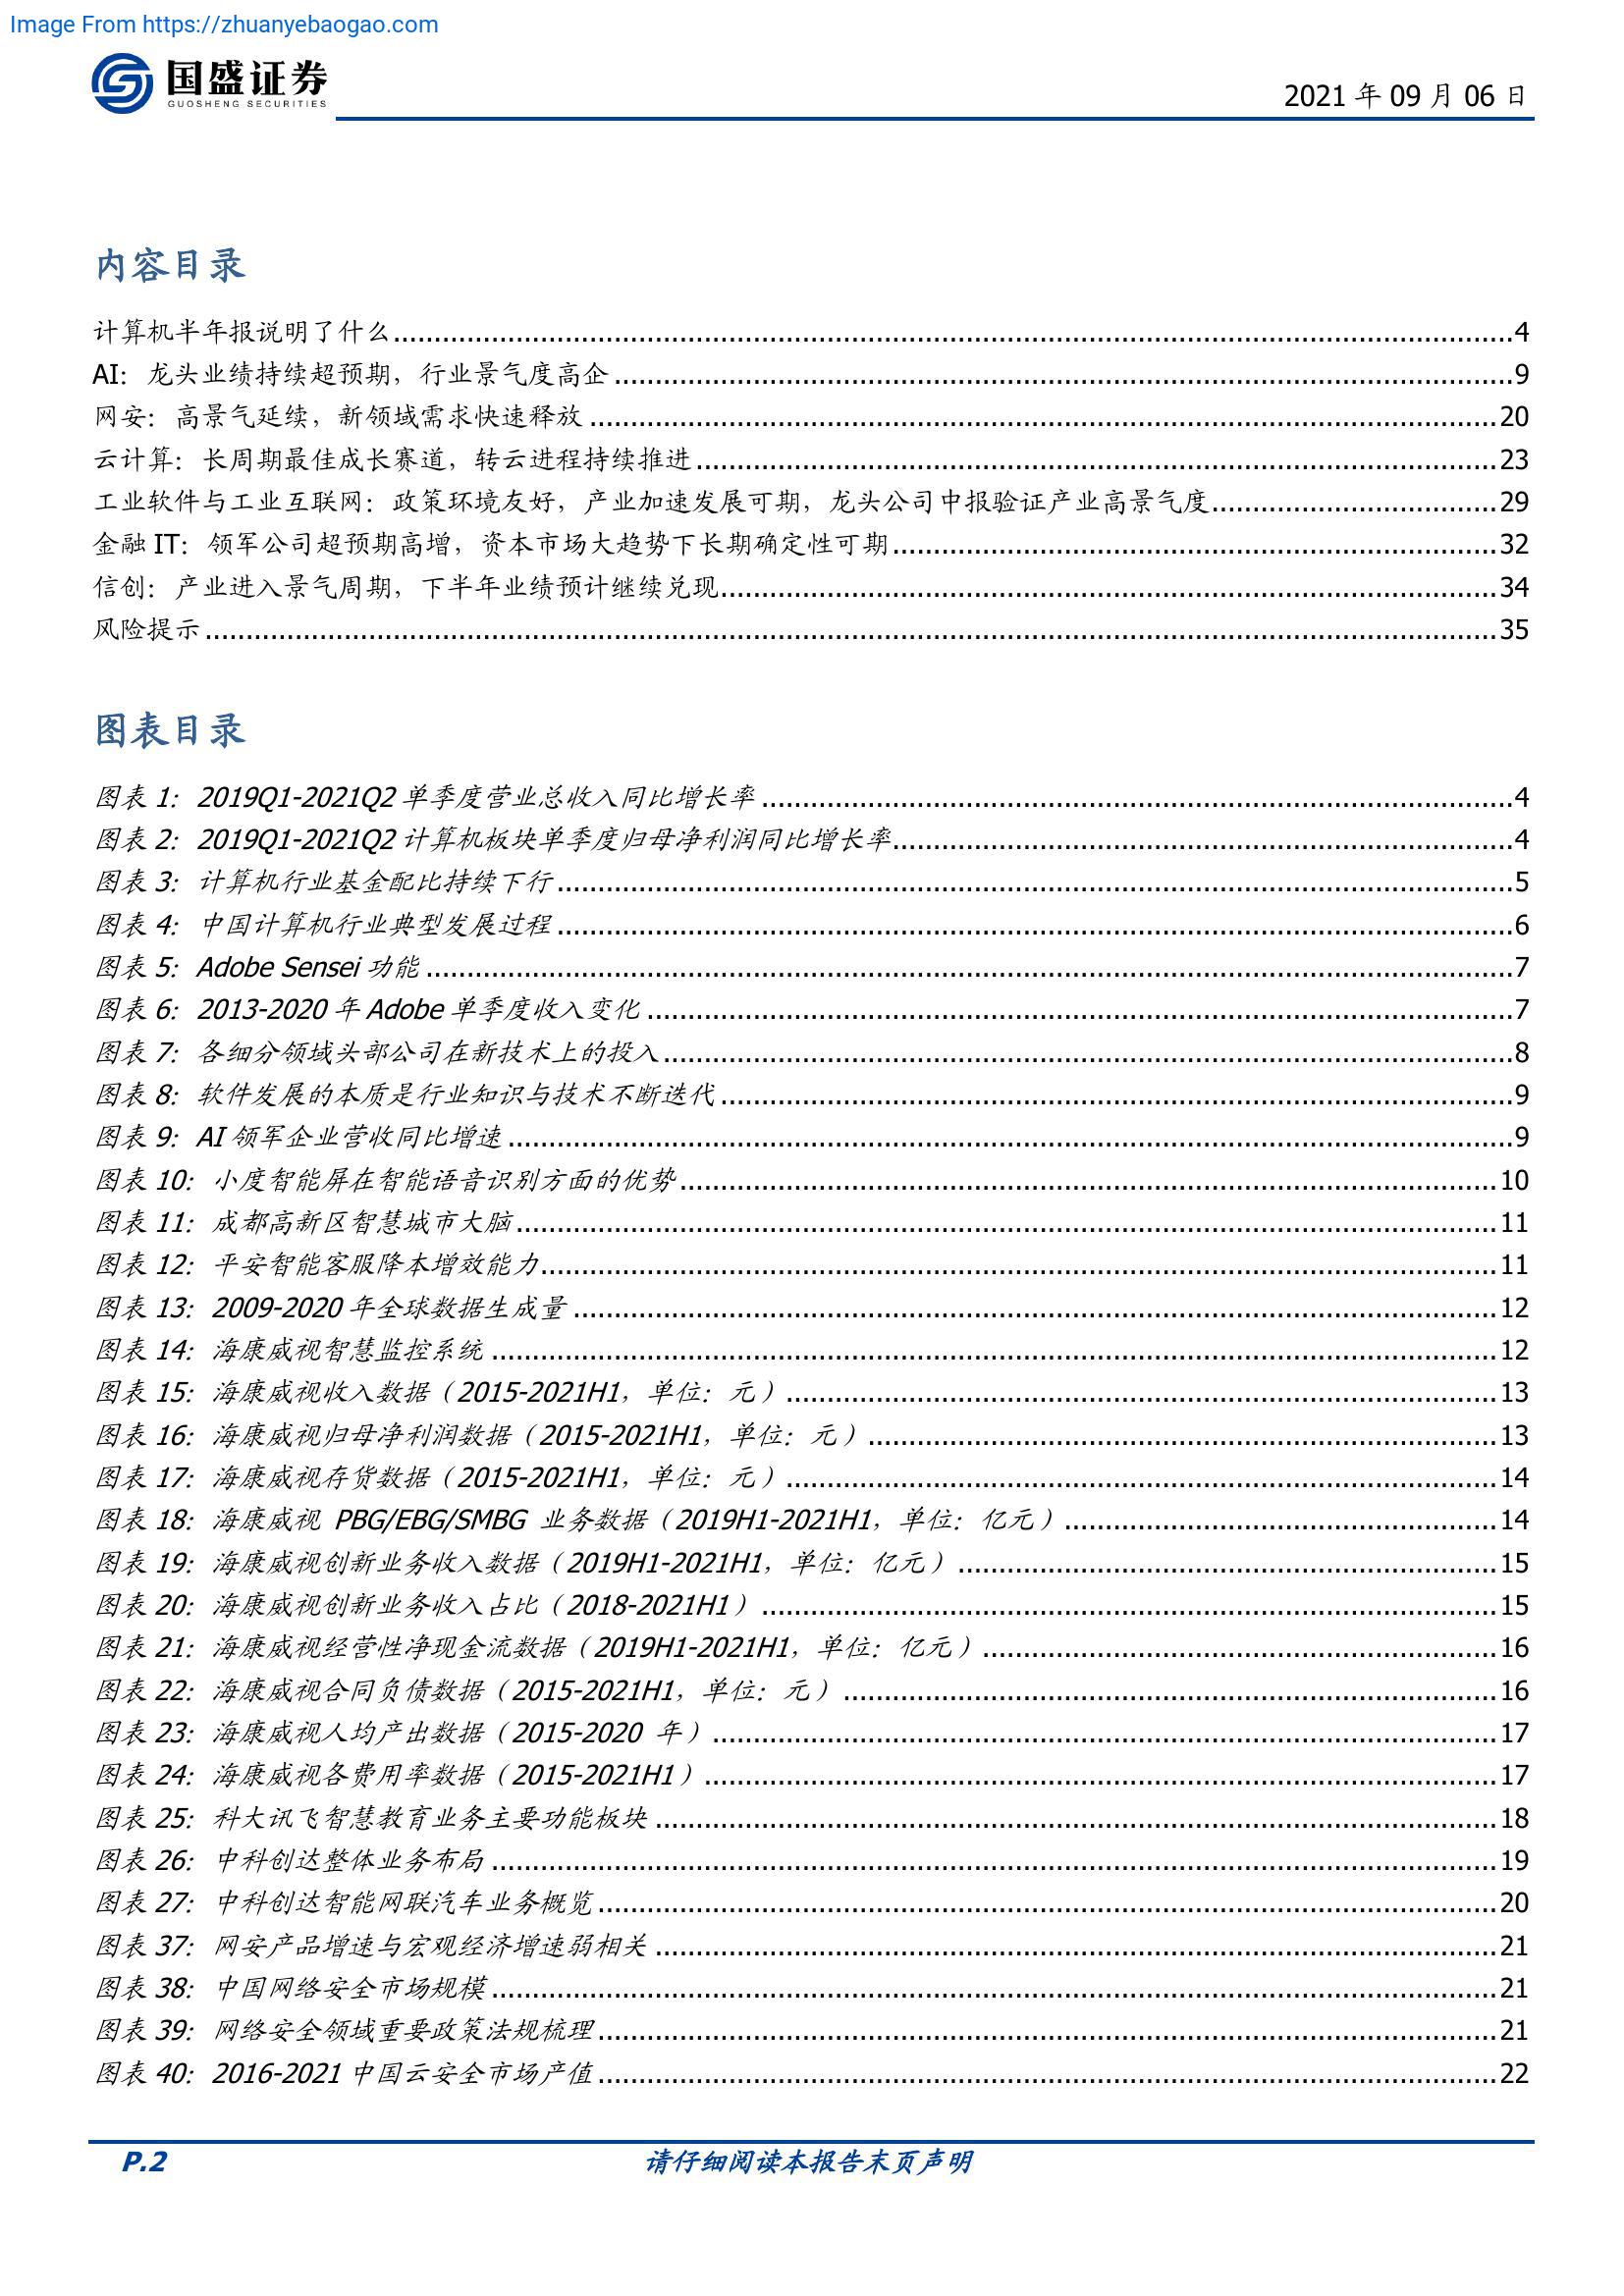 Image From https://zhuanyebaogao.com
国盛证券
GUOSHENG SECURITIES
2021 年 09 月 06 日
内容目录
计算机半年报说明了什么 4
AI：龙头业绩持续超预期，行业景气度高企 9
网安：高景气延续，新领域需求快速释放 20
云计算：长周期最佳成长赛道，转云进程持续推进 23
工业软件与工业互联网：政策环境友好，产业加速发展可期，龙头公司中报验证产业高景气度 29
金融 IT：领军公司超预期高增，资本市场大趋势下长期确定性可期 32
信创：产业进入景气周期，下半年业绩预计继续兑现 34
风险提示 35
图表目录
图表 1：2019Q1-2021Q2 单季度营业总收入同比增长率 4
图表 2：2019Q1-2021Q2 计算机板块单季度归母净利润同比增长率 4
图表 3：计算机行业基金配比持续下行 5
图表 4：中国计算机行业典型发展过程 6
图表 5：Adobe Sensei 功能 7
图表 6：2013-2020 年 Adobe 单季度收入变化 7
图表 7：各细分领域头部公司在新技术上的投入 8
图表 8：软件发展的本质是行业知识与技术不断迭代 9
图表 9：AI 领军企业营收同比增速 9
图表 10：小度智能屏在智能语音识别方面的优势 10
图表 11：成都高新区智慧城市大脑 11
图表 12：平安智能客服降本增效能力 11
图表 13：2009-2020 年全球数据生成量 12
图表 14：海康威视智慧监控系统 12
图表 15：海康威视收入数据（2015-2021H1，单位：元） 13
图表 16：海康威视归母净利润数据（2015-2021H1，单位：元） 13
图表 17：海康威视存货数据（2015-2021H1，单位：元） 14
图表 18：海康威视 PBG/EBG/SMBG 业务数据（2019H1-2021H1，单位：亿元） 14
图表 19：海康威视创新业务收入数据（2019H1-2021H1，单位：亿元） 15
图表 20：海康威视创新业务收入占比（2018-2021H1） 15
图表 21：海康威视经营性净现金流数据（2019H1-2021H1，单位：亿元） 16
图表 22：海康威视合同负债数据（2015-2021H1，单位：元） 16
图表 23：海康威视人均产出数据（2015-2020 年） 17
图表 24：海康威视各费用率数据（2015-2021H1） 17
图表 25：科大讯飞智慧教育业务主要功能板块 18
图表 26：中科创达整体业务布局 19
图表 27：中科创达智能网联汽车业务概览 20
图表 37：网安产品增速与宏观经济增速弱相关 21
图表 38：中国网络安全市场规模 21
图表 39：网络安全领域重要政策法规梳理 21
图表 40：2016-2021 中国云安全市场产值 22
P.2
请仔细阅读本报告末页声明